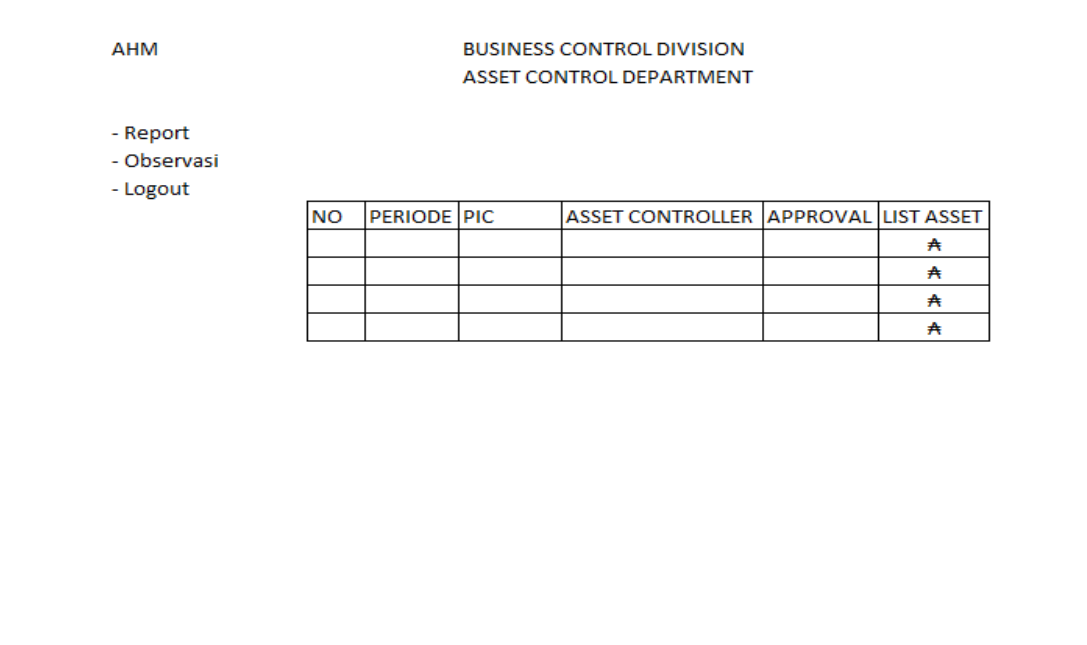 AHM BUSINESS CONTROL DIVISION
ASSET CONTROL DEPARTMENT
- Report
- Observasi
- Logout
NO PERIODE PIC ASSET CONTROLLER APPROVAL LIST ASSET
₳
₳
₳
₳